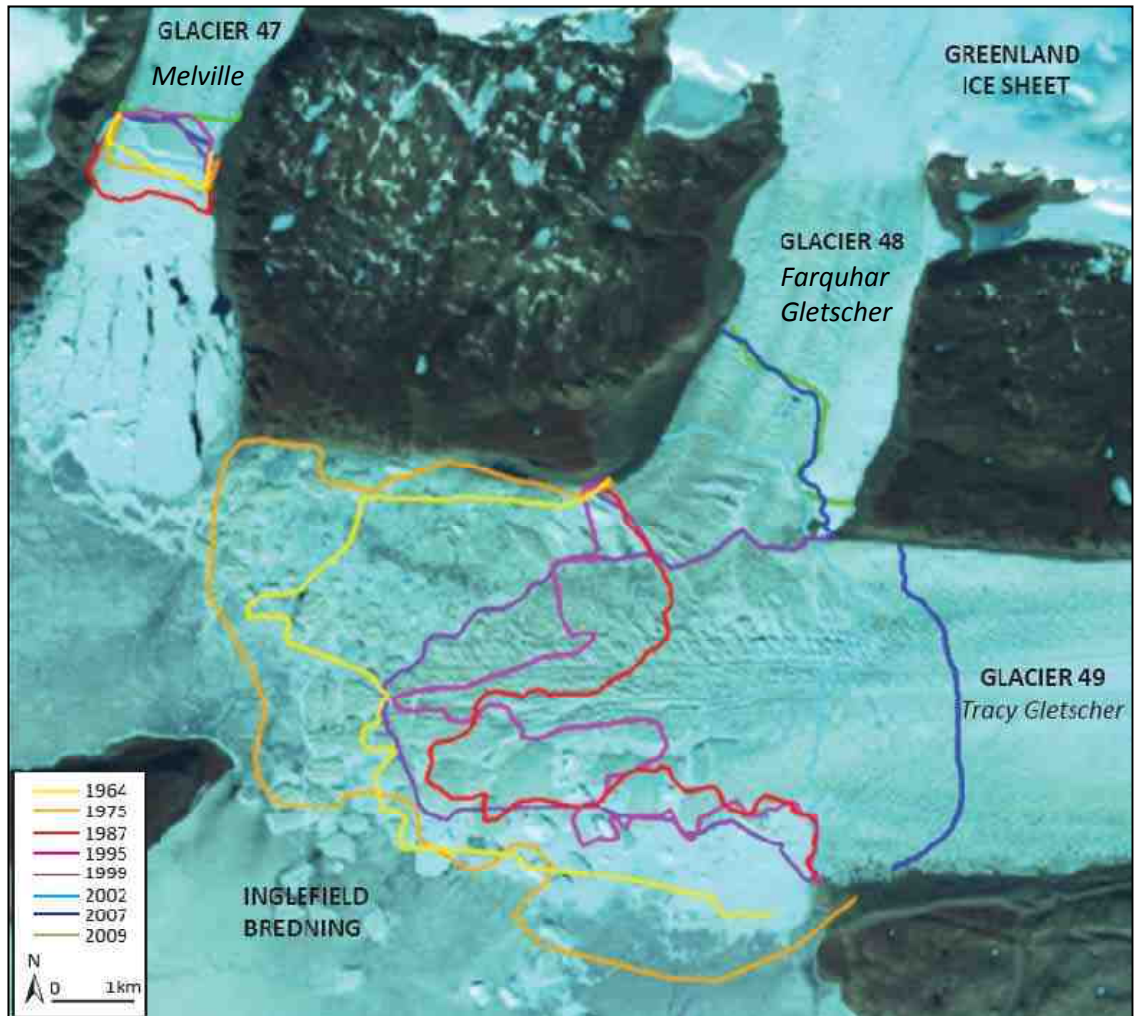 GLACIER 47
Melville
GREENLAND
ICE SHEET
GLACIER 48
Farquhar
Gletscher
GLACIER 49
Tracy Gletscher
1964
1975
1987
1995
1999
2002
2007
2009
N
0 1km
INGLEFIELD
BREDNING